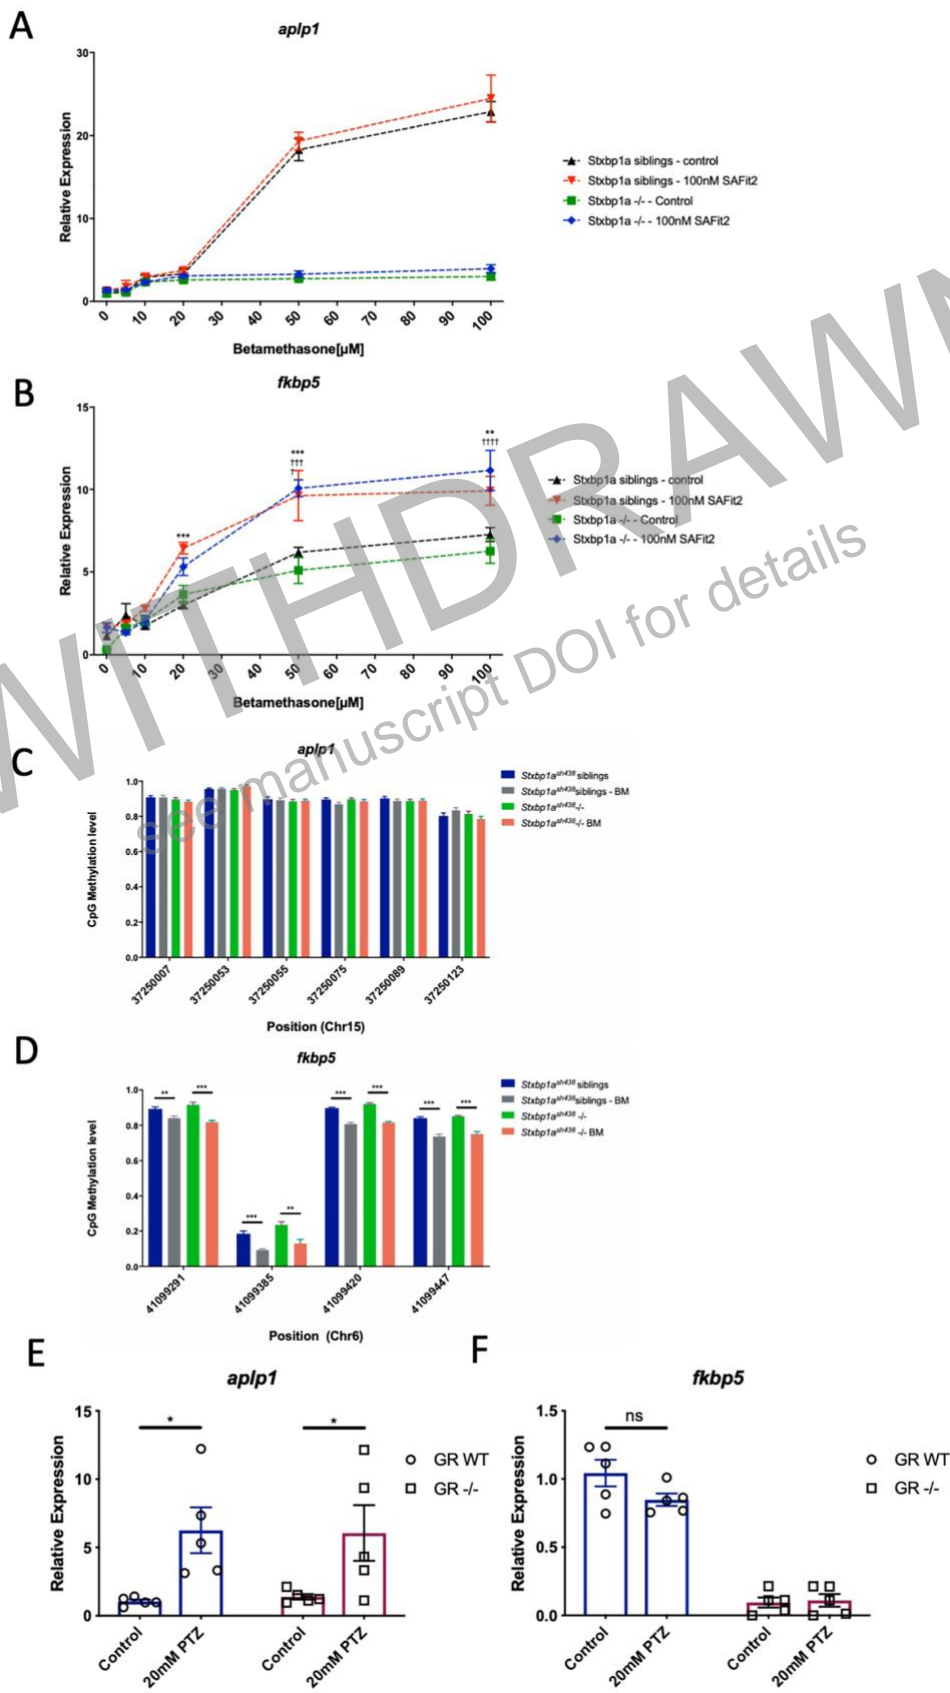 A
aplp1
30
20
10
0
Relative Expression
0
10
20
30
40
50
60
70
80
90
100
Betamethasone[µM]
Stxbp1a siblings - control
Stxbp1a siblings - 100nM SAFit2
Stxbp1a -/- - Control
Stxbp1a -/- - 100nM SAFit2
B
fkbp5
15
10
5
0
Relative Expression
***
***
†††
†
**
††††
0
10
20
30
40
50
60
70
80
90
100
Betamethasone[µM]
Stxbp1a siblings - control
Stxbp1a siblings - 100nM SAFit2
Stxbp1a -/- - Control
Stxbp1a -/- - 100nM SAFit2
WITHDRAWN
see manuscript DOI for details
C
aplp1
1.0
0.8
0.6
0.4
0.2
0.0
CpG Methylation level
37250007
37250053
37250055
37250075
37250089
37250123
Position (Chr15)
Stxbp1a^sh438 siblings
Stxbp1a^sh438siblings - BM
Stxbp1a^sh438-/-
Stxbp1a^sh438-/- BM
D
fkbp5
1.0
0.8
0.6
0.4
0.2
0.0
CpG Methylation level
** *** *** ** *** *** *** ***
41099291
41099385
41099420
41099447
Position (Chr6)
Stxbp1a^sh438 siblings
Stxbp1a^sh438siblings - BM
Stxbp1a^sh438 -/-
Stxbp1a^sh438 -/- BM
E
aplp1
15
10
5
0
Relative Expression
* *
Control
20mM PTZ
Control
20mM PTZ
GR WT
GR -/-
F
fkbp5
1.5
1.0
0.5
0.0
Relative Expression
ns
Control
20mM PTZ
Control
20mM PTZ
GR WT
GR -/-